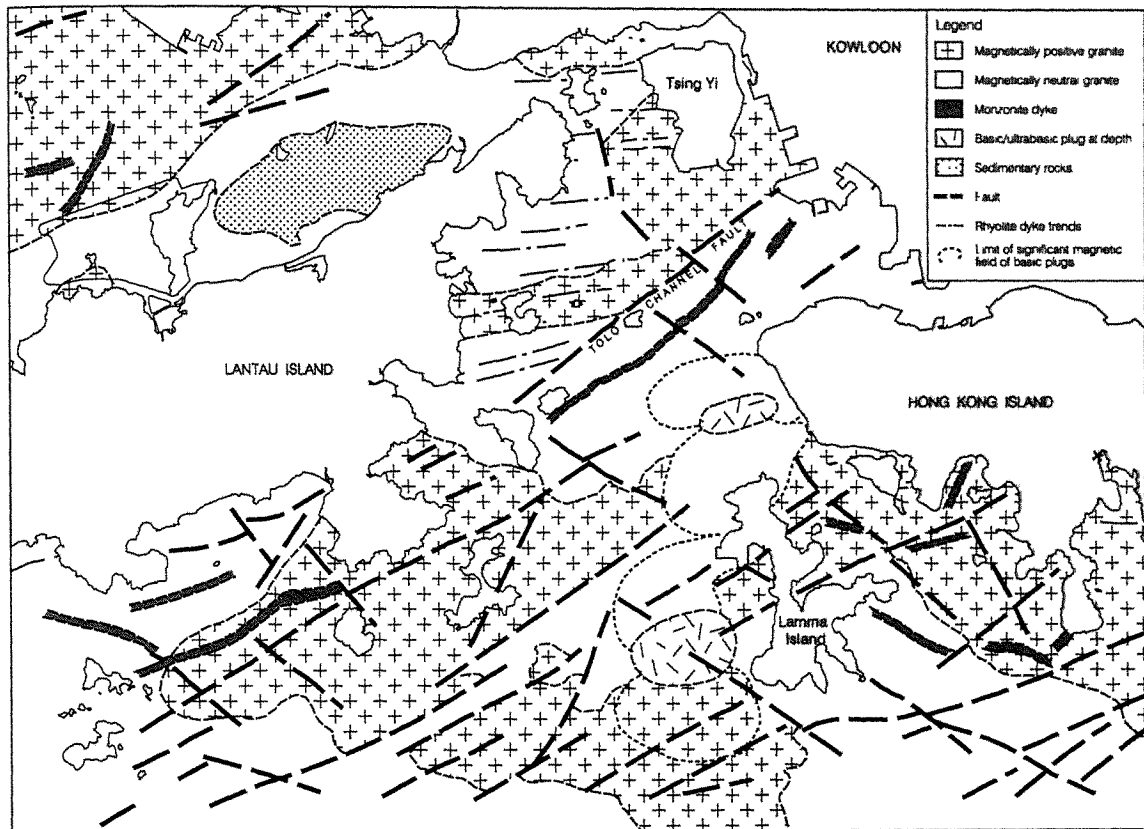 KOWLOON
Legend
Magnetically positive granite
Magnetically neutral granite
Monzonite dyke
Basic/ultrabasic plug at depth
Sedimentary rocks
Fault
Rhyolite dyke trends
Limit of significant magnetic
field of basic plugs
Tsing Yi
TOLO CHANNEL FAULT
LANTAU ISLAND
HONG KONG ISLAND
Lamma
Island